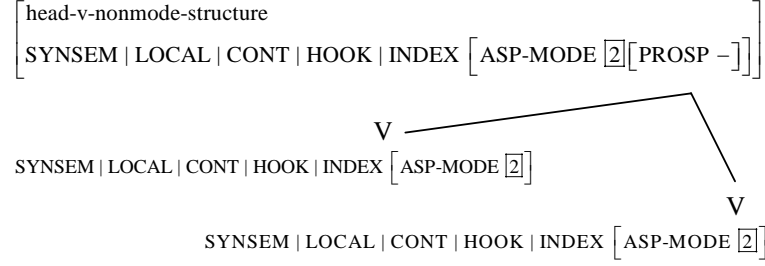 head-v-nonmode-structure
SYNSEM | LOCAL | CONT | HOOK | INDEX [ASP-MODE [2][PROSP −]]
V
SYNSEM | LOCAL | CONT | HOOK | INDEX [ASP-MODE [2]]
V
SYNSEM | LOCAL | CONT | HOOK | INDEX [ASP-MODE [2]]